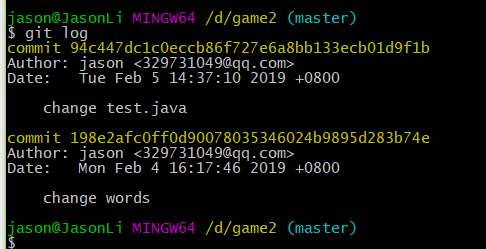 jason@JasonLi MINGW64 /d/game2 (master)
$ git log
commit 94c447dc1c0eccb86f727e6a8bb133ecb01d9f1b
Author: jason <329731049@qq.com>
Date:   Tue Feb 5 14:37:10 2019 +0800
    change test.java
commit 198e2afc0ff0d90078035346024b9895d283b74e
Author: jason <329731049@qq.com>
Date:   Mon Feb 4 16:17:46 2019 +0800
    change words
jason@JasonLi MINGW64 /d/game2 (master)
$